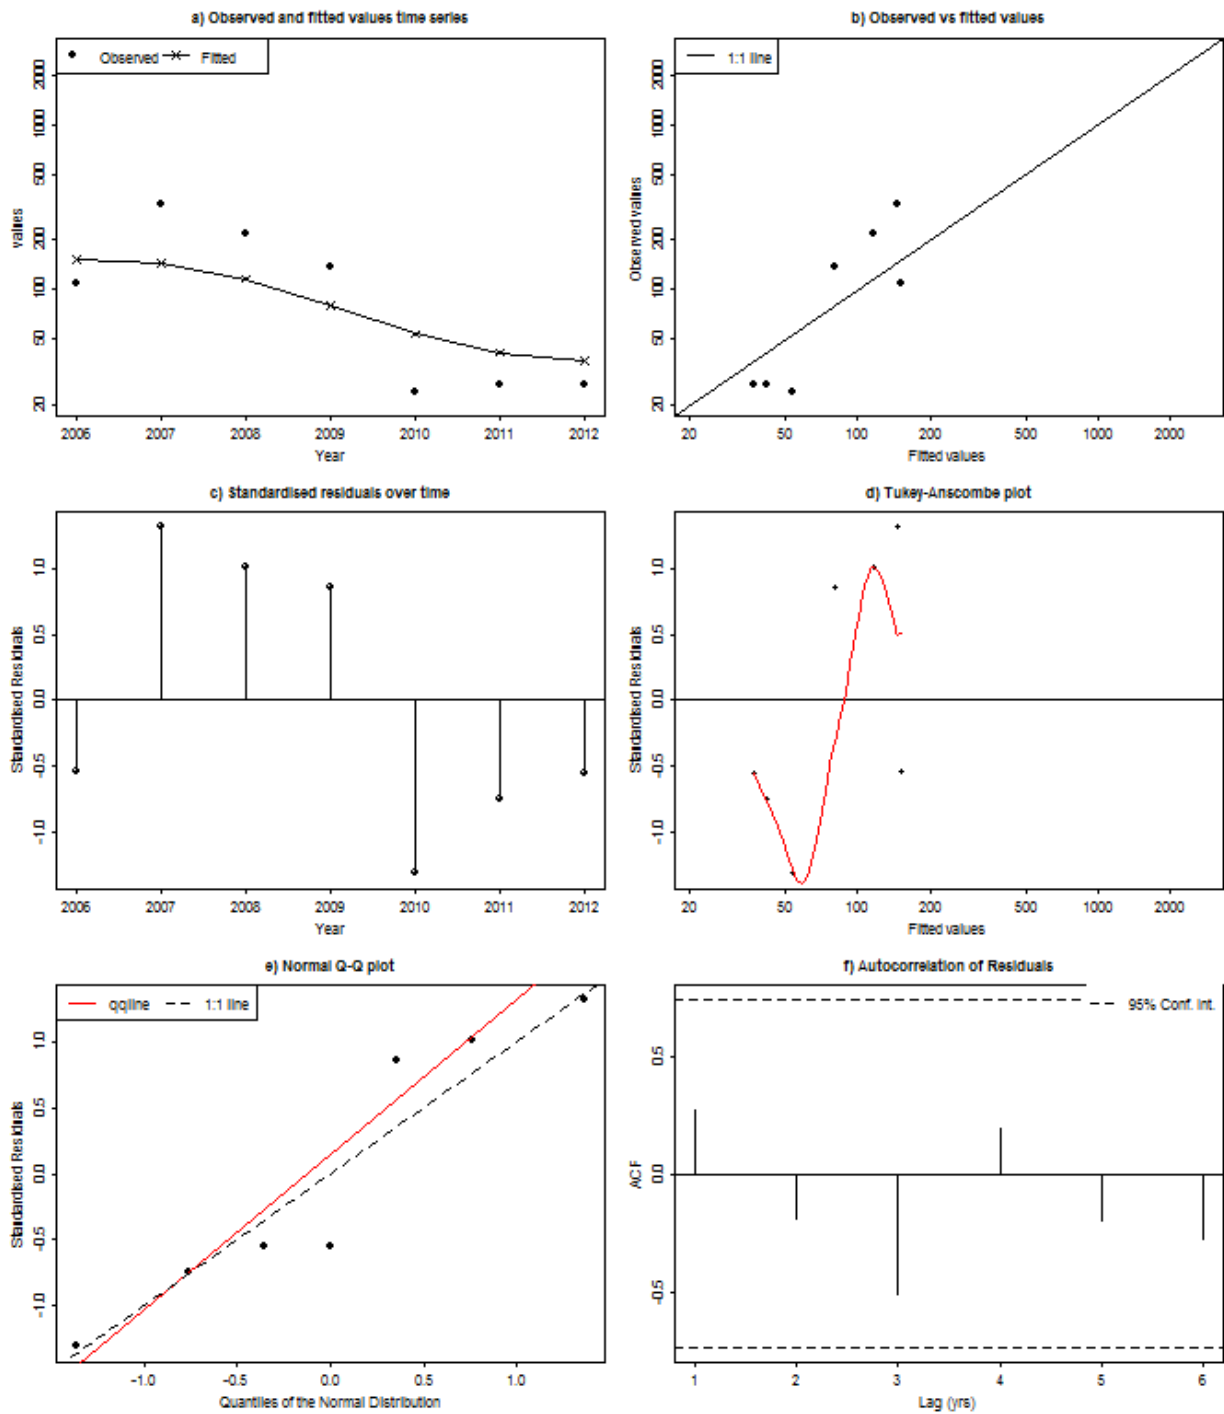 a) Observed and fitted values time series
Observed Fitted
values
2000
1000
500
200
100
50
20
2006 2007 2008 2009 2010 2011 2012
Year
b) Observed vs fitted values
1:1 line
Observed values
2000
1000
500
200
100
50
20
20 50 100 200 500 1000 2000
Fitted values
c) Standardised residuals over time
Standardised Residuals
1.0
0.5
0.0
-0.5
-1.0
2006 2007 2008 2009 2010 2011 2012
Year
d) Tukey-Anscombe plot
Standardised Residuals
1.0
0.5
0.0
-0.5
-1.0
20 50 100 200 500 1000 2000
Fitted values
e) Normal Q-Q plot
qqline 1:1 line
Standardised Residuals
1.0
0.5
0.0
-0.5
-1.0
-1.0 -0.5 0.0 0.5 1.0
Quantiles of the Normal Distribution
f) Autocorrelation of Residuals
95% Conf. Int.
ACF
0.5
0.0
-0.5
1 2 3 4 5 6
Lag (yrs)